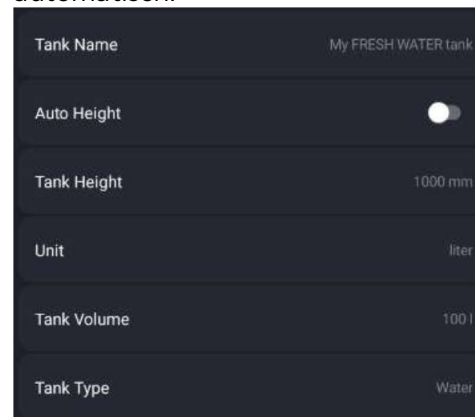 Tank Name My FRESH WATER tank
Auto Height
Tank Height 1000 mm
Unit liter
Tank Volume 100 l
Tank Type Water